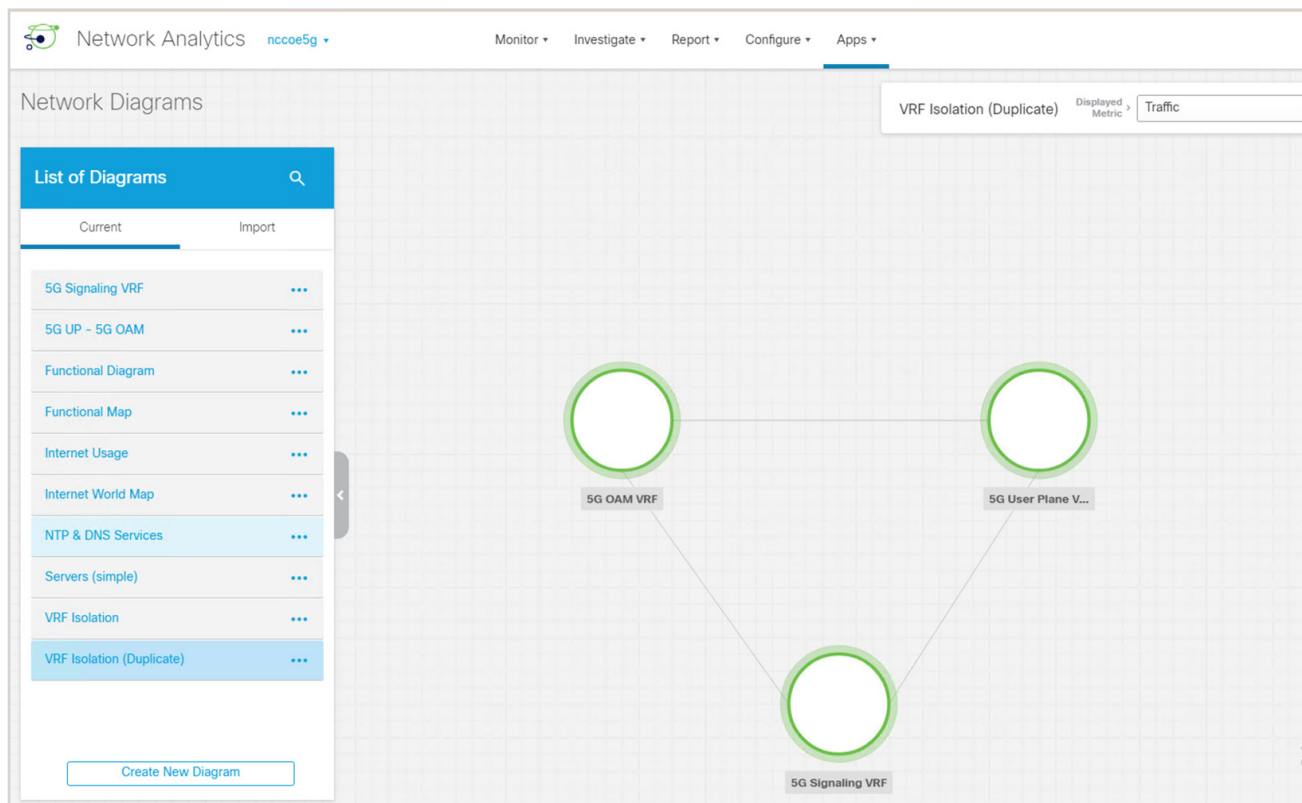 Network Analytics nccoe5g
Monitor Investigate Report Configure Apps
Network Diagrams
VRF Isolation (Duplicate) Displayed Metric > Traffic
List of Diagrams
Current Import
5G Signaling VRF
5G UP - 5G OAM
Functional Diagram
Functional Map
Internet Usage
Internet World Map
NTP & DNS Services
Servers (simple)
VRF Isolation
VRF Isolation (Duplicate)
Create New Diagram
5G OAM VRF
5G User Plane V...
5G Signaling VRF